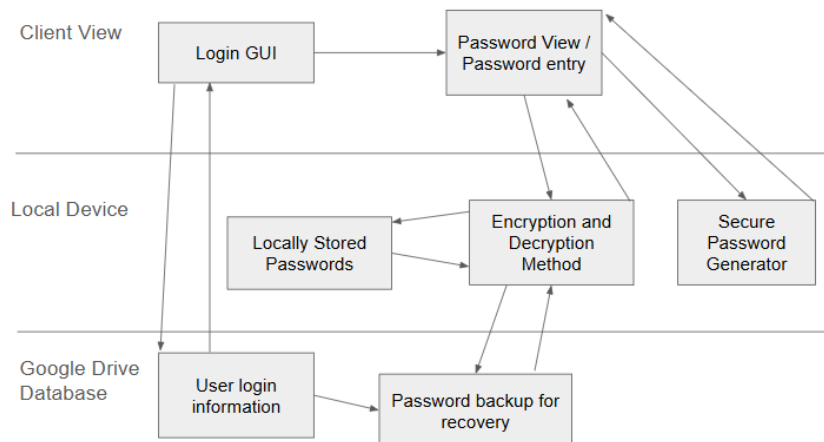 Client View
Login GUI
Password View /
Password entry
Local Device
Locally Stored
Passwords
Encryption and
Decryption
Method
Secure
Password
Generator
Google Drive
Database
User login
information
Password backup for
recovery